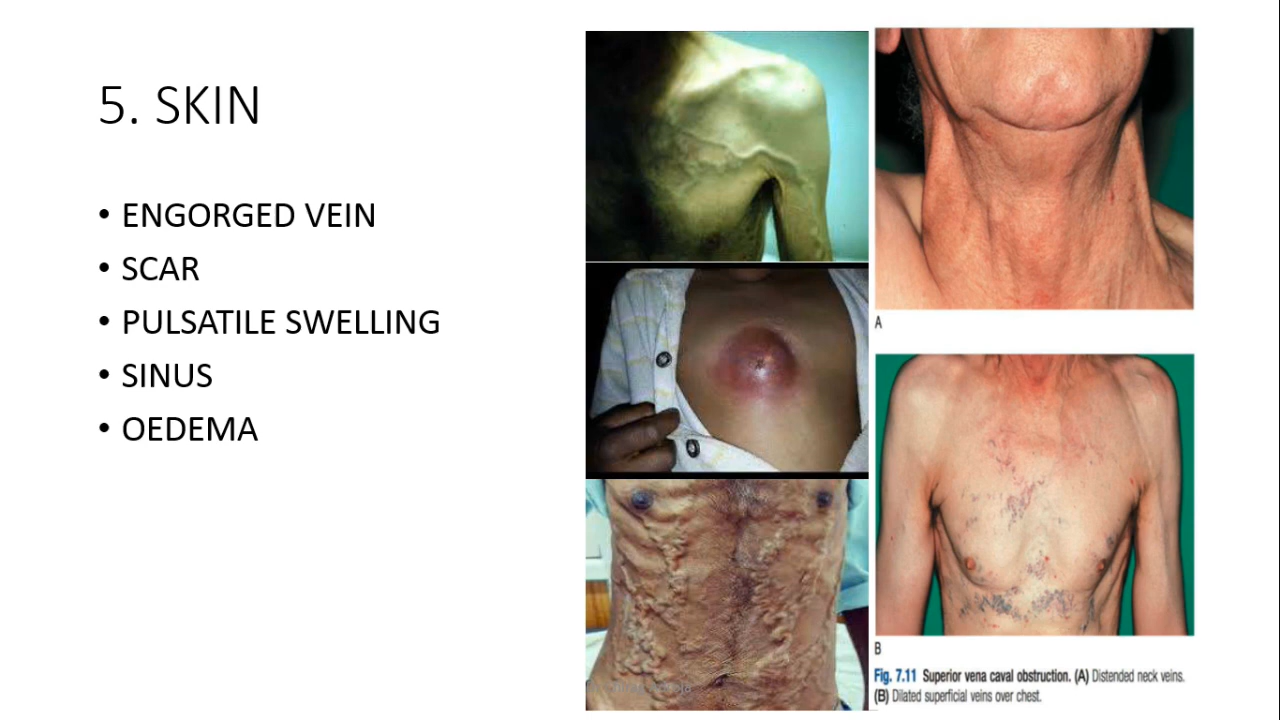 5. SKIN
• ENGORGED VEIN
• SCAR
• PULSATILE SWELLING
• SINUS
• OEDEMA
A
B
Fig. 7.11 Superior vena caval obstruction. (A) Distended neck veins.
(B) Dilated superficial veins over chest.